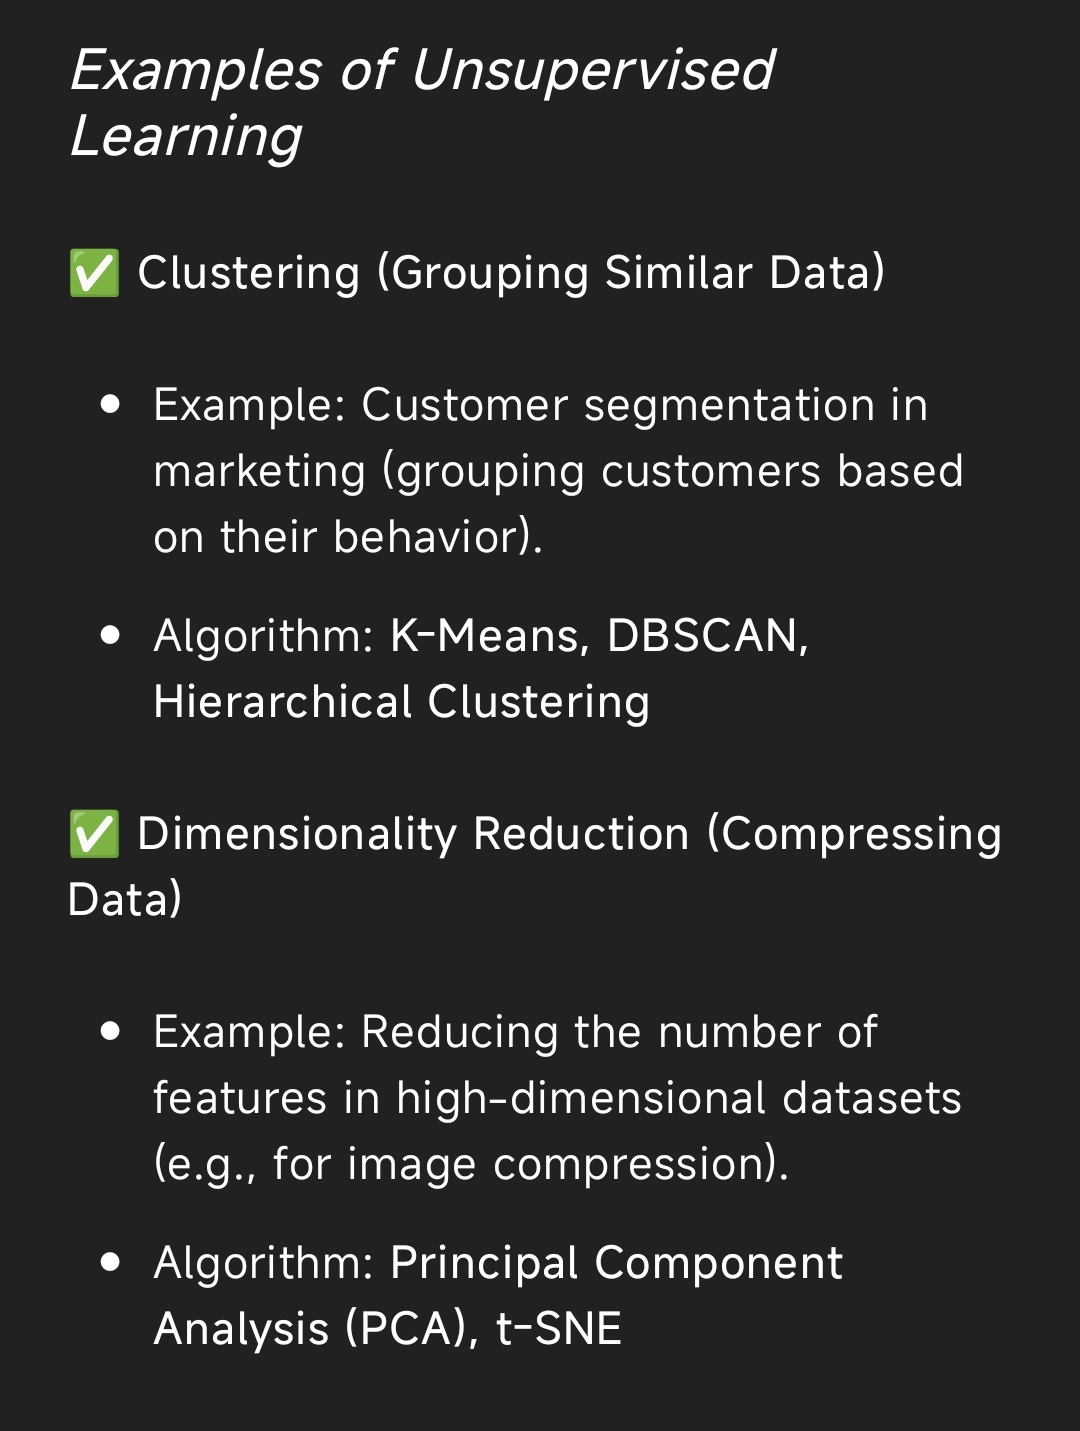 Examples of Unsupervised
Learning
✅ Clustering (Grouping Similar Data)
• Example: Customer segmentation in
marketing (grouping customers based
on their behavior).
• Algorithm: K-Means, DBSCAN,
Hierarchical Clustering
✅ Dimensionality Reduction (Compressing
Data)
• Example: Reducing the number of
features in high-dimensional datasets
(e.g., for image compression).
• Algorithm: Principal Component
Analysis (PCA), t-SNE